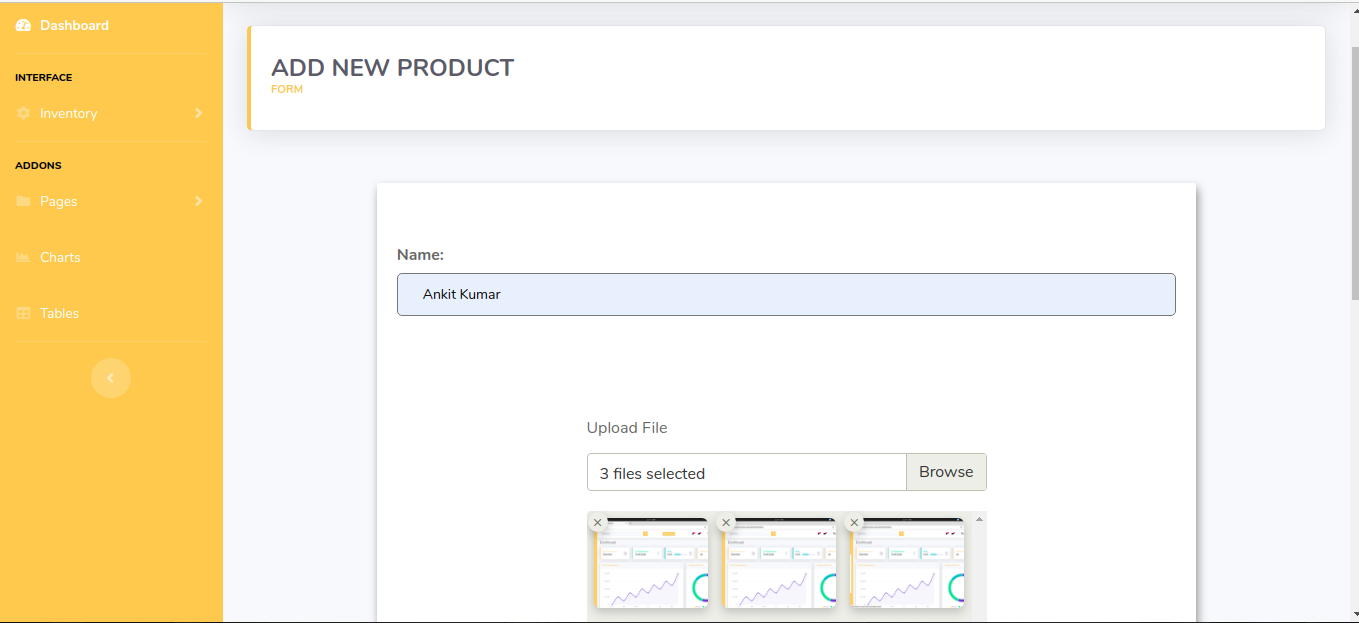 Dashboard
INTERFACE
Inventory
ADDONS
Pages
Charts
Tables
ADD NEW PRODUCT
FORM
Name:
Ankit Kumar
Upload File
3 files selected
Browse